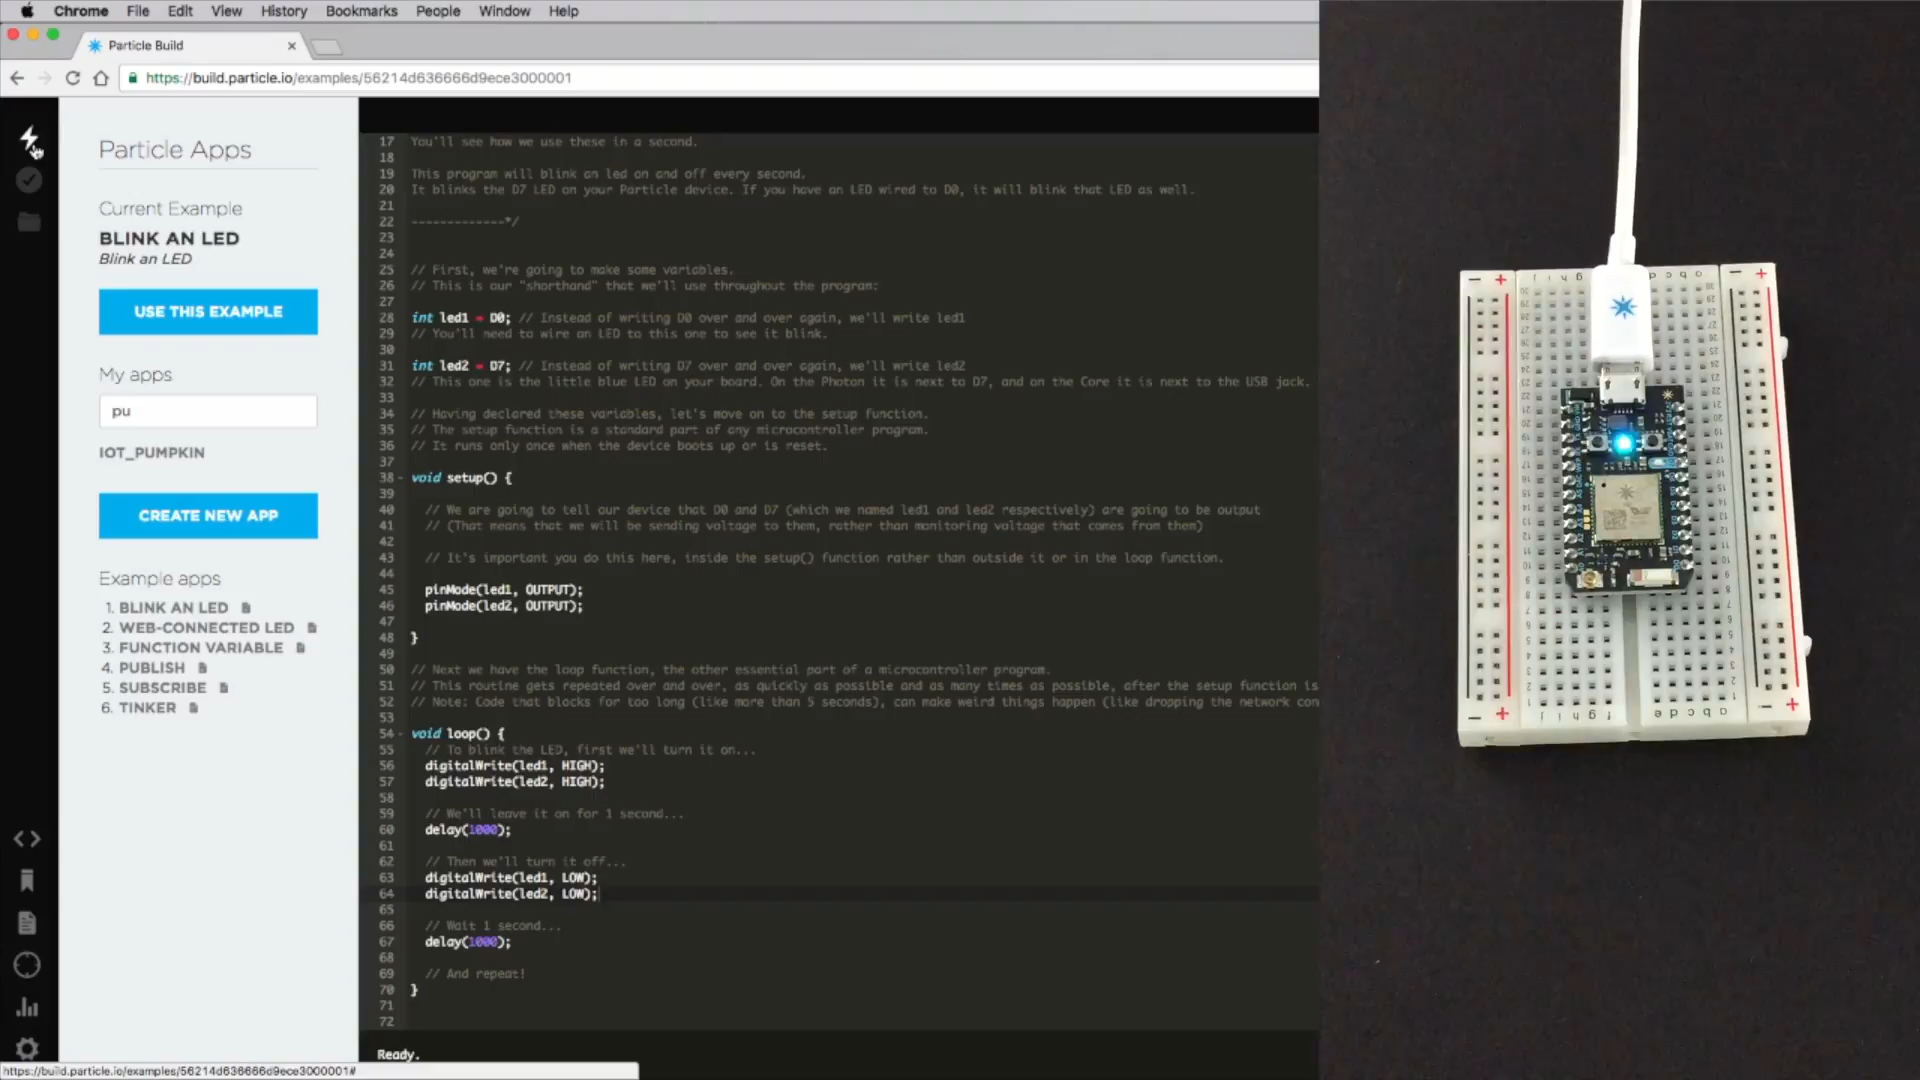 Chrome File Edit View History Bookmarks People Window Help
Particle Build
https://build.particle.io/examples/56214d636666d9ece3000001
Particle Apps
Current Example
BLINK AN LED
Blink an LED
USE THIS EXAMPLE
My apps
pu
IOT_PUMPKIN
CREATE NEW APP
Example apps
1. BLINK AN LED
2. WEB-CONNECTED LED
3. FUNCTION VARIABLE
4. PUBLISH
5. SUBSCRIBE
6. TINKER
17 You'll see how we use these in a second.
18
19 This program will blink an led on and off every second.
20 It blinks the D7 LED on your Particle device. If you have an LED wired to D0, it will blink that LED as well.
21
22 -------------*/
23
24
25 // First, we're going to make some variables.
26 // This is our "shorthand" that we'll use throughout the program:
27
28 int led1 = D0; // Instead of writing D0 over and over again, we'll write led1
29 // You'll need to wire an LED to this one to see it blink.
30
31 int led2 = D7; // Instead of writing D7 over and over again, we'll write led2
32 // This one is the little blue LED on your board. On the Photon it is next to D7, and on the Core it is next to the USB jack.
33
34 // Having declared these variables, let's move on to the setup function.
35 // The setup function is a standard part of any microcontroller program.
36 // It runs only once when the device boots up or is reset.
37
38 - void setup() {
39
40 // We are going to tell our device that D0 and D7 (which we named led1 and led2 respectively) are going to be output
41 // (That means that we will be sending voltage to them, rather than monitoring voltage that comes from them)
42
43 // It's important you do this here, inside the setup() function rather than outside it or in the loop function.
44
45 pinMode(led1, OUTPUT);
46 pinMode(led2, OUTPUT);
47
48 }
49
50 // Next we have the loop function, the other essential part of a microcontroller program.
51 // This routine gets repeated over and over, as quickly as possible and as many times as possible, after the setup function is
52 // Note: Code that blocks for too long (like more than 5 seconds), can make weird things happen (like dropping the network con
53
54 - void loop() {
55 // To blink the LED, first we'll turn it on...
56 digitalWrite(led1, HIGH);
57 digitalWrite(led2, HIGH);
58
59 // We'll leave it on for 1 second...
60 delay(1000);
61
62 // Then we'll turn it off...
63 digitalWrite(led1, LOW);
64 digitalWrite(led2, LOW);
65
66 // Wait 1 second...
67 delay(1000);
68
69 // And repeat!
70 }
71
72
Ready.
https://build.particle.io/examples/56214d636666d9ece3000001#